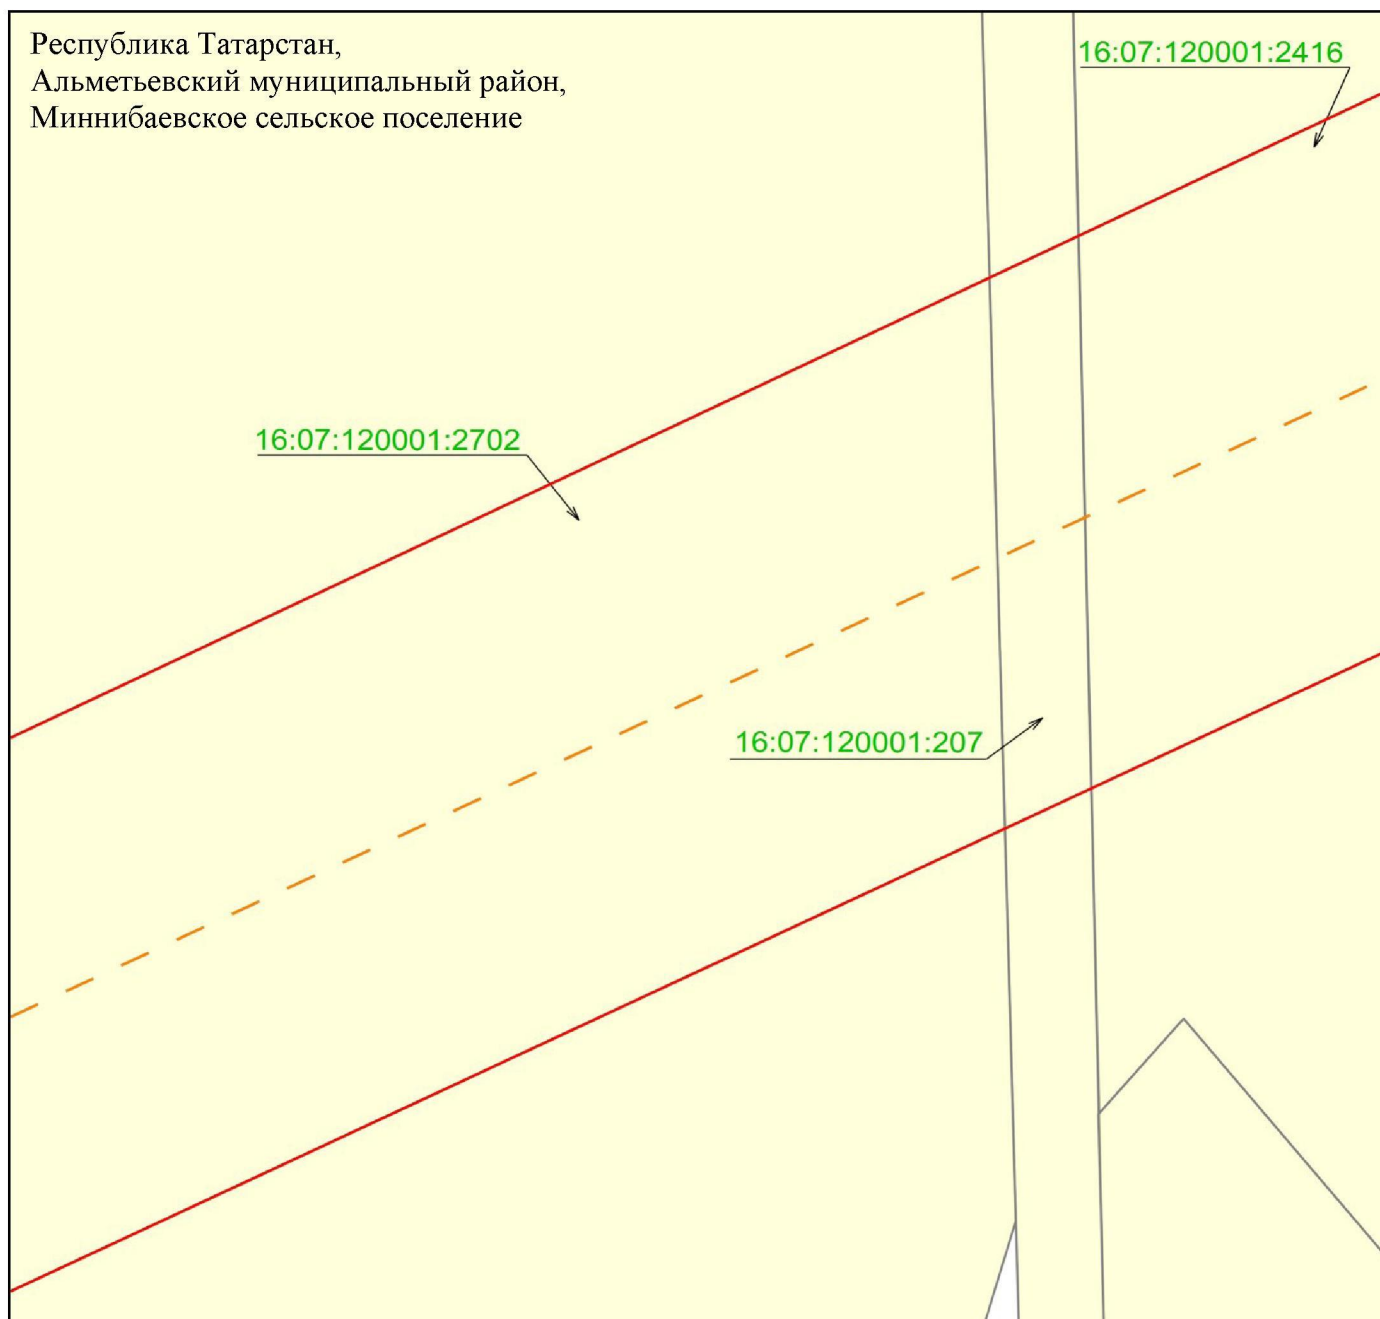 Республика Татарстан,
Альметьевский муниципальный район,
Миннибаевское сельское поселение
16:07:120001:2416
16:07:120001:2702
16:07:120001:207